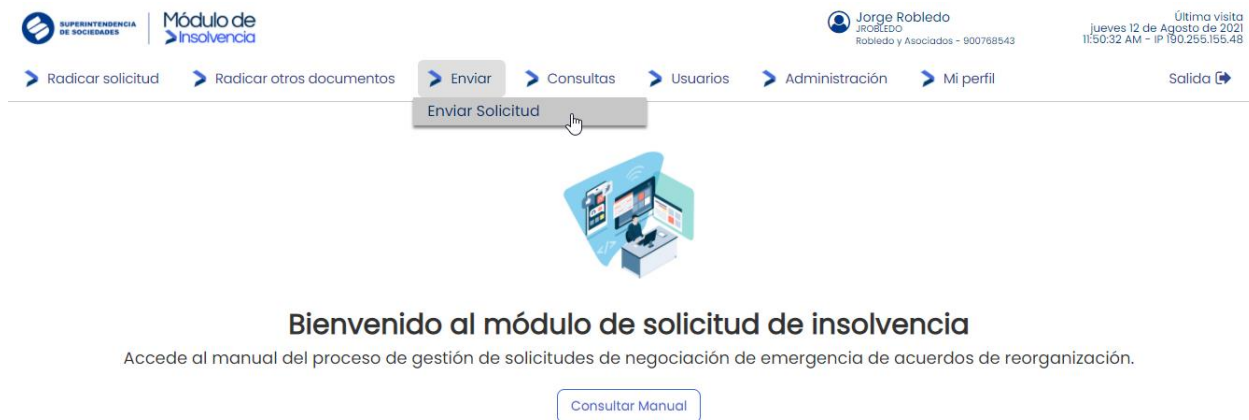 SUPERINTENDENCIA
DE SOCIEDADES
Módulo de
Insolvencia
Jorge Robledo
JROBLEDO
Robledo y Asociados - 900768543
Última visita
jueves 12 de Agosto de 2021
11:50:32 AM - IP 190.255.155.48
Radicar solicitud Radicar otros documentos Enviar Consultas Usuarios Administración Mi perfil Salida
Enviar Solicitud
Bienvenido al módulo de solicitud de insolvencia
Accede al manual del proceso de gestión de solicitudes de negociación de emergencia de acuerdos de reorganización.
Consultar Manual